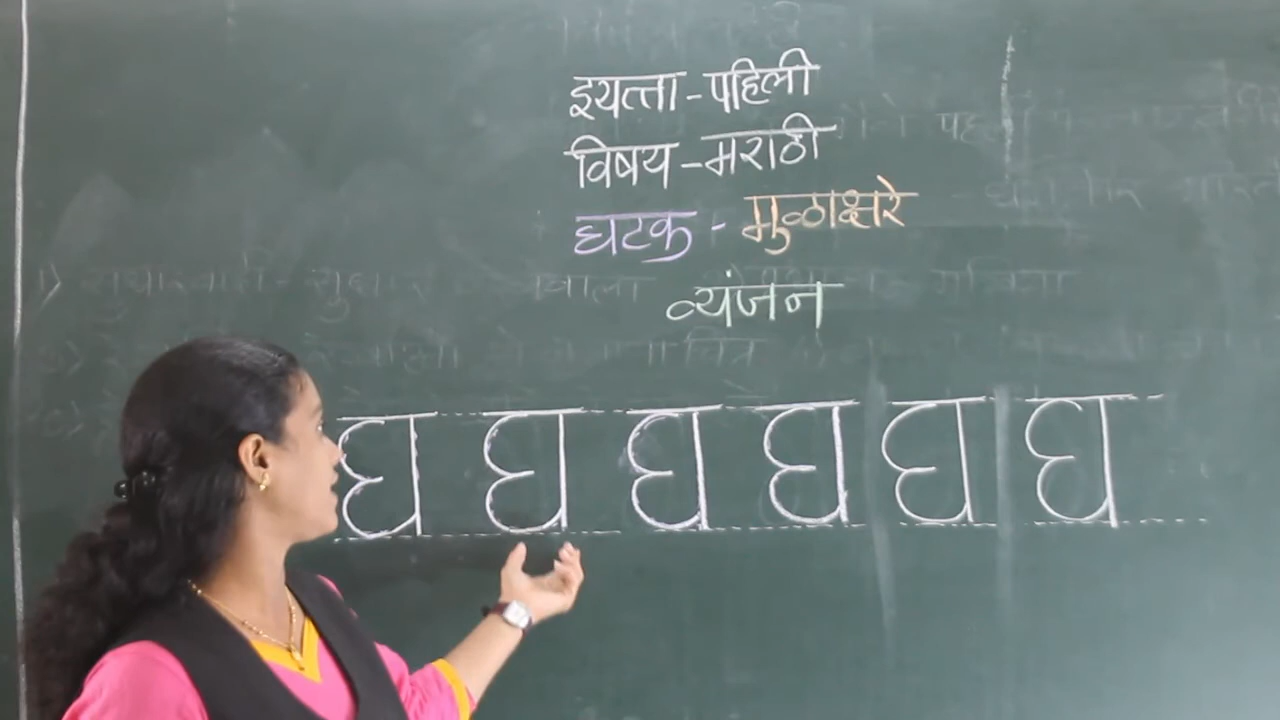 इयत्ता - पहिली
विषय - मराठी
घटक - मुळाक्षरे
व्यंजन
घ घ घ घ घ घ